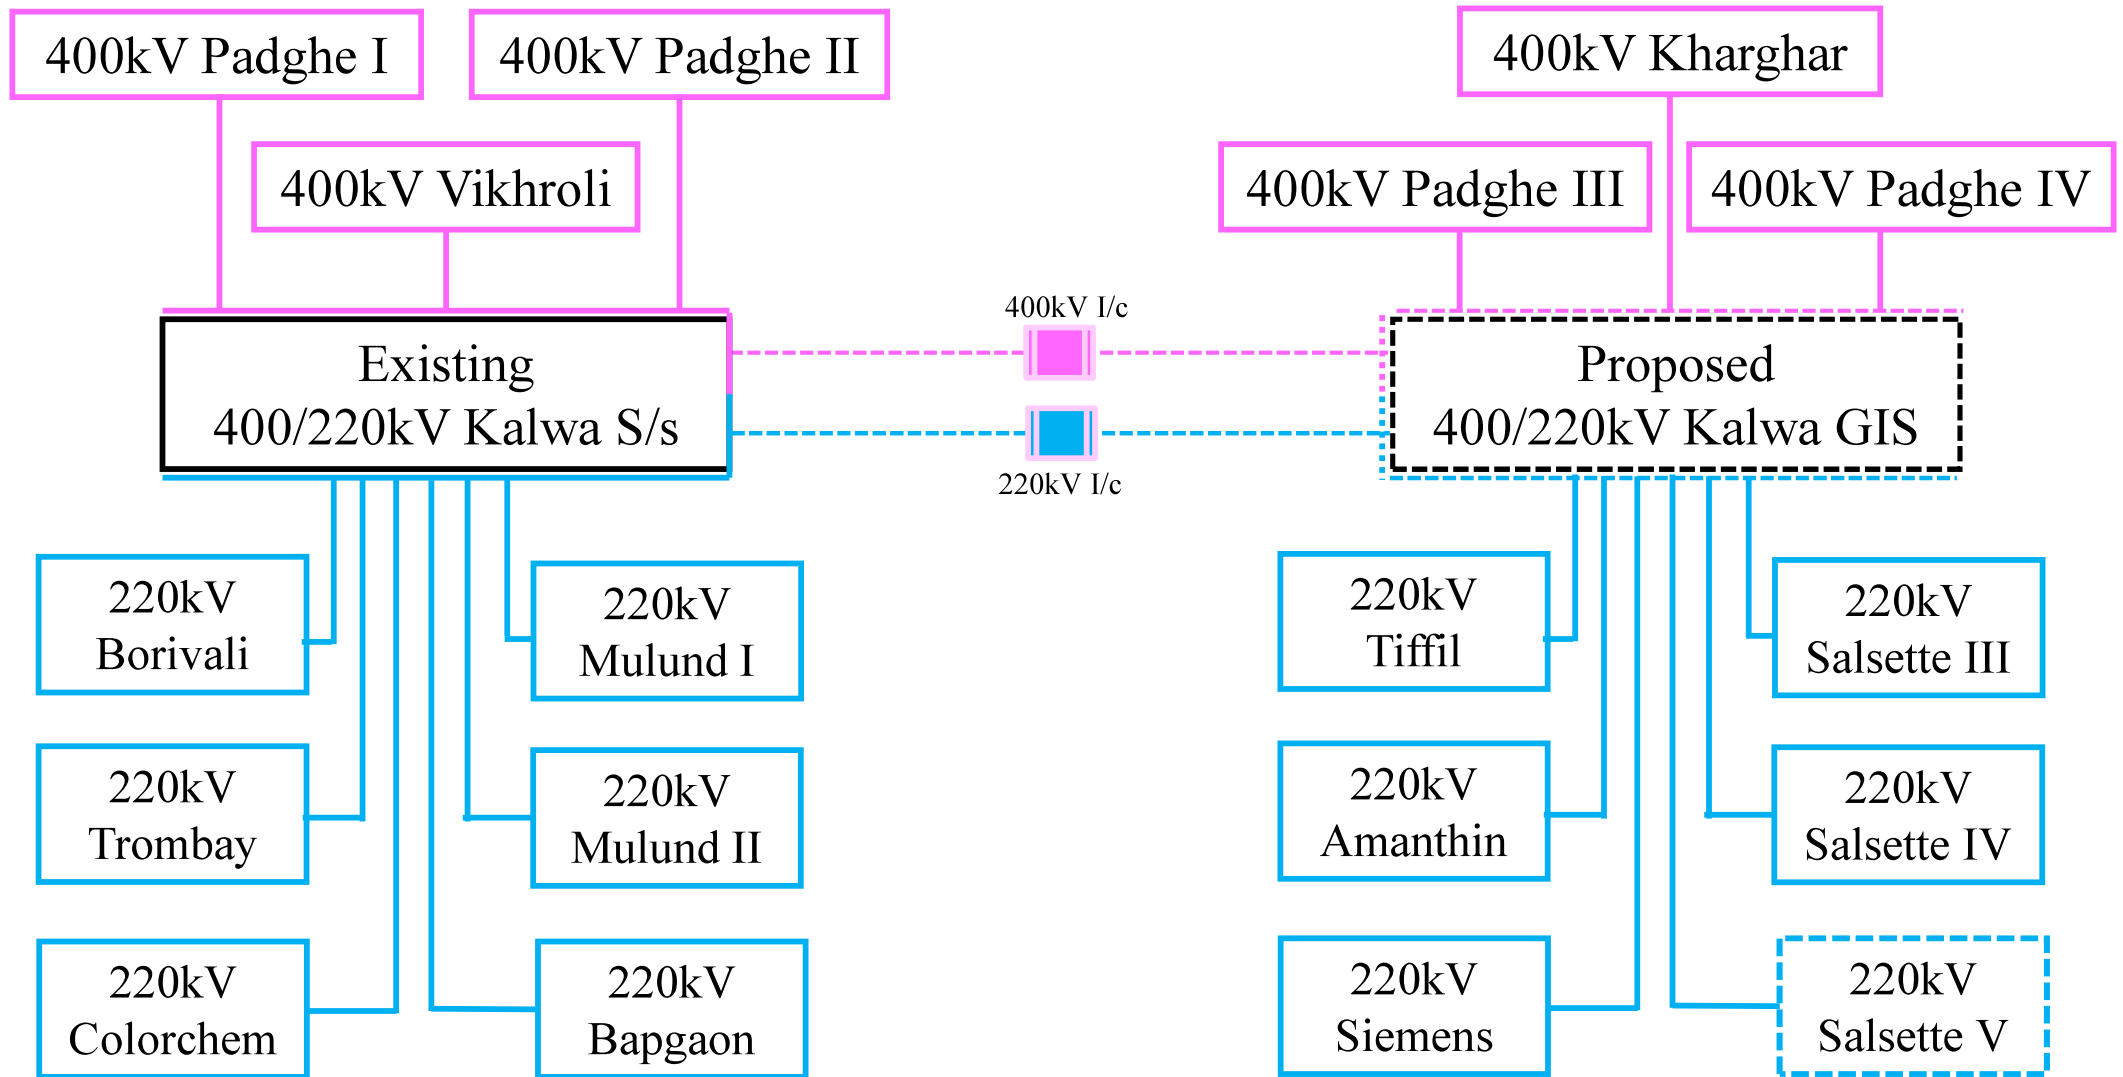 400kV Padghe I
400kV Padghe II
400kV Kharghar
400kV Vikhroli
400kV Padghe III
400kV Padghe IV
400kV I/c
Existing
400/220kV Kalwa S/s
Proposed
400/220kV Kalwa GIS
220kV I/c
220kV
Borivali
220kV
Mulund I
220kV
Tiffil
220kV
Salsette III
220kV
Trombay
220kV
Mulund II
220kV
Amanthin
220kV
Salsette IV
220kV
Colorchem
220kV
Bapgaon
220kV
Siemens
220kV
Salsette V